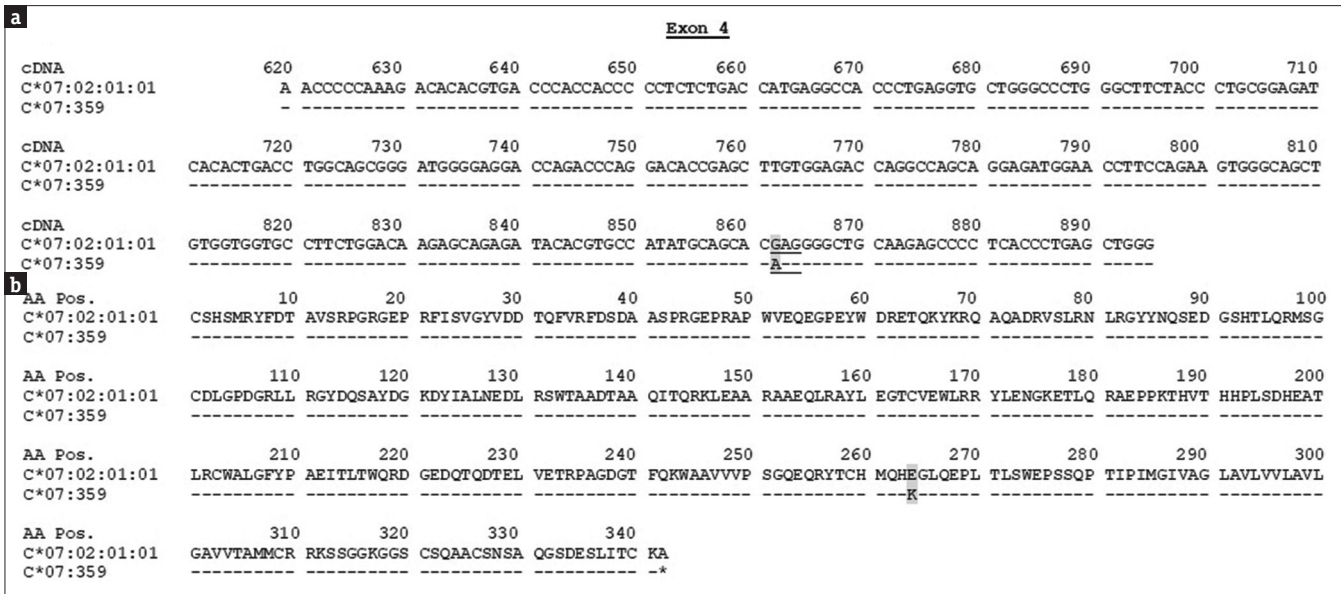 a
Exon 4
cDNA 620 630 640 650 660 670 680 690 700 710
C*07:02:01:01 A ACCCCCAAAG ACACACGTGA CCCACCACCC CCTCTCTGAC CATGAGGCCA CCCTGAGGTG CTGGGCCCTG GGCTTCTACC CTGCGGAGAT
C*07:359 - ---------- ---------- ---------- ---------- ---------- ---------- ---------- ---------- ----------
cDNA 720 730 740 750 760 770 780 790 800 810
C*07:02:01:01 CACACTGACC TGGCAGCGGG ATGGGGAGGA CCAGACCCAG GACACCGAGC TTGTGGAGAC CAGGCCAGCA GGAGATGGAA CCTTCCAGAA GTGGGCAGCT
C*07:359 ---------- ---------- ---------- ---------- ---------- ---------- ---------- ---------- ---------- ----------
cDNA 820 830 840 850 860 870 880 890
C*07:02:01:01 GTGGTGGTGC CTTCTGGACA AGAGCAGAGA TACACGTGCC ATATGCAGCA CGAGGGGCTG CAAGAGCCCC TCACCCTGAG CTGGG
C*07:359 ---------- ---------- ---------- ---------- ---------- -A-------- ---------- ---------- -----
b
AA Pos. 10 20 30 40 50 60 70 80 90 100
C*07:02:01:01 CSHSMRYFDT AVSRPGRGEP RFISVGYVDD TQFVRFDSDA ASPRGEPRAP WVEQEGPEYW DRETQKYKRQ AQADRVSLRN LRGYYNQSED GSHTLQRMSG
C*07:359 ---------- ---------- ---------- ---------- ---------- ---------- ---------- ---------- ---------- ----------
AA Pos. 110 120 130 140 150 160 170 180 190 200
C*07:02:01:01 CDLGPDGRLL RGYDQSAYDG KDYIALNEDL RSWTAADTAA QITQRKLEAA RAAEQLRAYL EGTCVEWLRR YLENGKETLQ RAEPPKTHVT HHPLSDHEAT
C*07:359 ---------- ---------- ---------- ---------- ---------- ---------- ---------- ---------- ---------- ----------
AA Pos. 210 220 230 240 250 260 270 280 290 300
C*07:02:01:01 LRCWALGFYP AEITLTWQRD GEDQTQDTEL VETRPAGDGT FQKWAAVVVP SGQEQRYTCH MQHEGLQEPL TLSWEPSSQP TIPIMGIVAG LAVLVVLAVL
C*07:359 ---------- ---------- ---------- ---------- ---------- ---------- ---K------ ---------- ---------- ----------
AA Pos. 310 320 330 340
C*07:02:01:01 GAVVTAMMCR RKSSGGKGGS CSQAACSNSA QGSDESLITC KA
C*07:359 ---------- ---------- ---------- ---------- -*